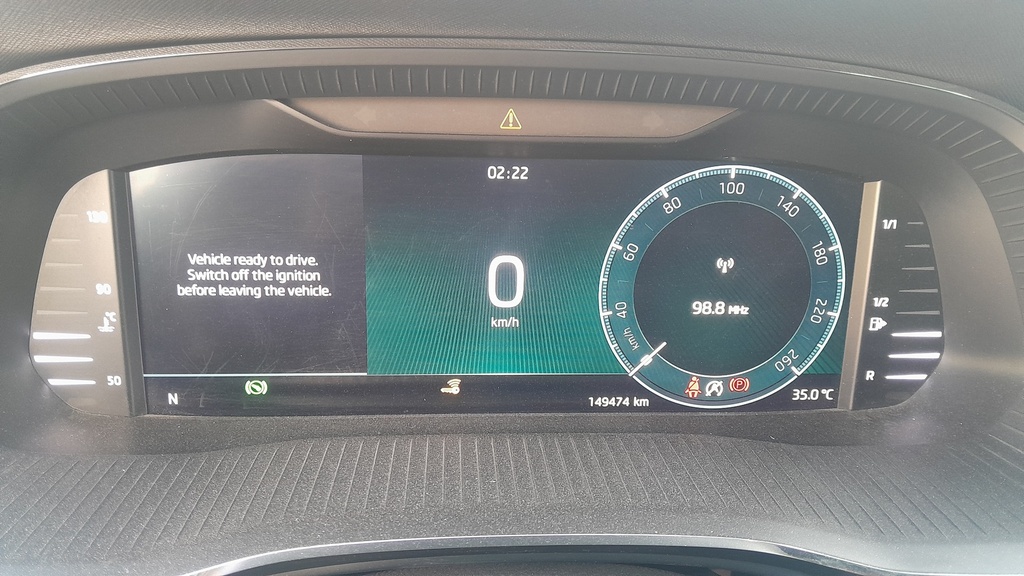 02:22
130
90
°C
50
Vehicle ready to drive.
Switch off the ignition
before leaving the vehicle.
0
km/h
km/h
40
60
80
100
140
180
220
260
98.8 MHz
1/1
1/2
R
N
149474 km
P
35.0 °C